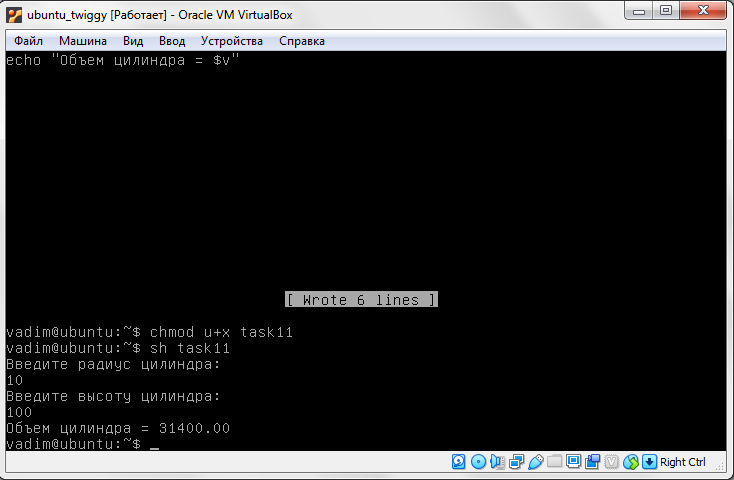 ubuntu_twiggy [Работает] - Oracle VM VirtualBox
Файл Машина Вид Ввод Устройства Справка
echo "Объем цилиндра = $v"
[ Wrote 6 lines ]
vadim@ubuntu:~$ chmod u+x task11
vadim@ubuntu:~$ sh task11
Введите радиус цилиндра:
10
Введите высоту цилиндра:
100
Объем цилиндра = 31400.00
vadim@ubuntu:~$ _
Right Ctrl